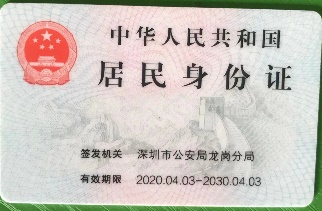 中华人民共和国
居民身份证
签发机关 深圳市公安局龙岗分局
有效期限 2020.04.03-2030.04.03